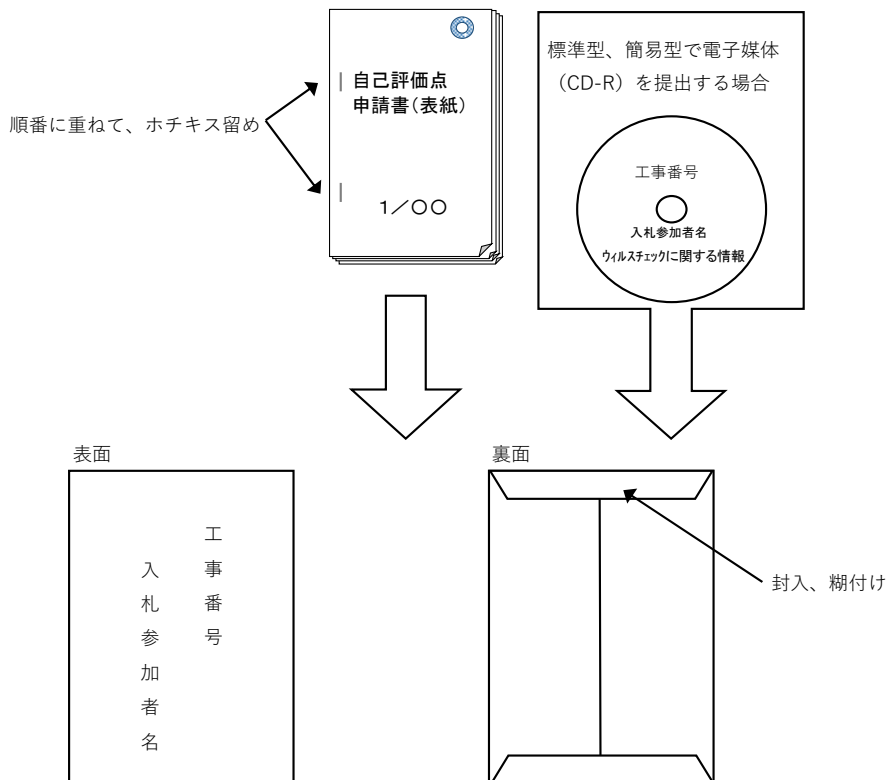 標準型、簡易型で電子媒体
（CD-R）を提出する場合
自己評価点
申請書（表紙）
順番に重ねて、ホチキス留め
1／〇〇
工事番号
入札参加者名
ウィルスチェックに関する情報
表面
裏面
工事番号
入札参加者名
封入、糊付け